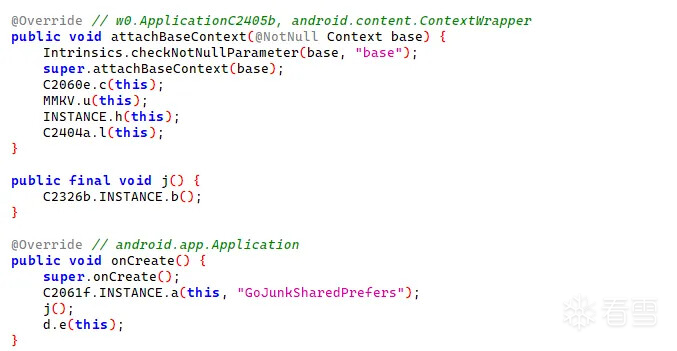 @Override // w0.ApplicationC2405b, android.content.ContextWrapper
public void attachBaseContext(@NotNull Context base) {
    Intrinsics.checkNotNullParameter(base, "base");
    super.attachBaseContext(base);
    C2060e.c(this);
    MMKV.u(this);
    INSTANCE.h(this);
    C2404a.l(this);
}

public final void j() {
    C2326b.INSTANCE.b();
}

@Override // android.app.Application
public void onCreate() {
    super.onCreate();
    C2061f.INSTANCE.a(this, "GoJunkSharedPrefers");
    j();
    d.e(this);
}
看雪